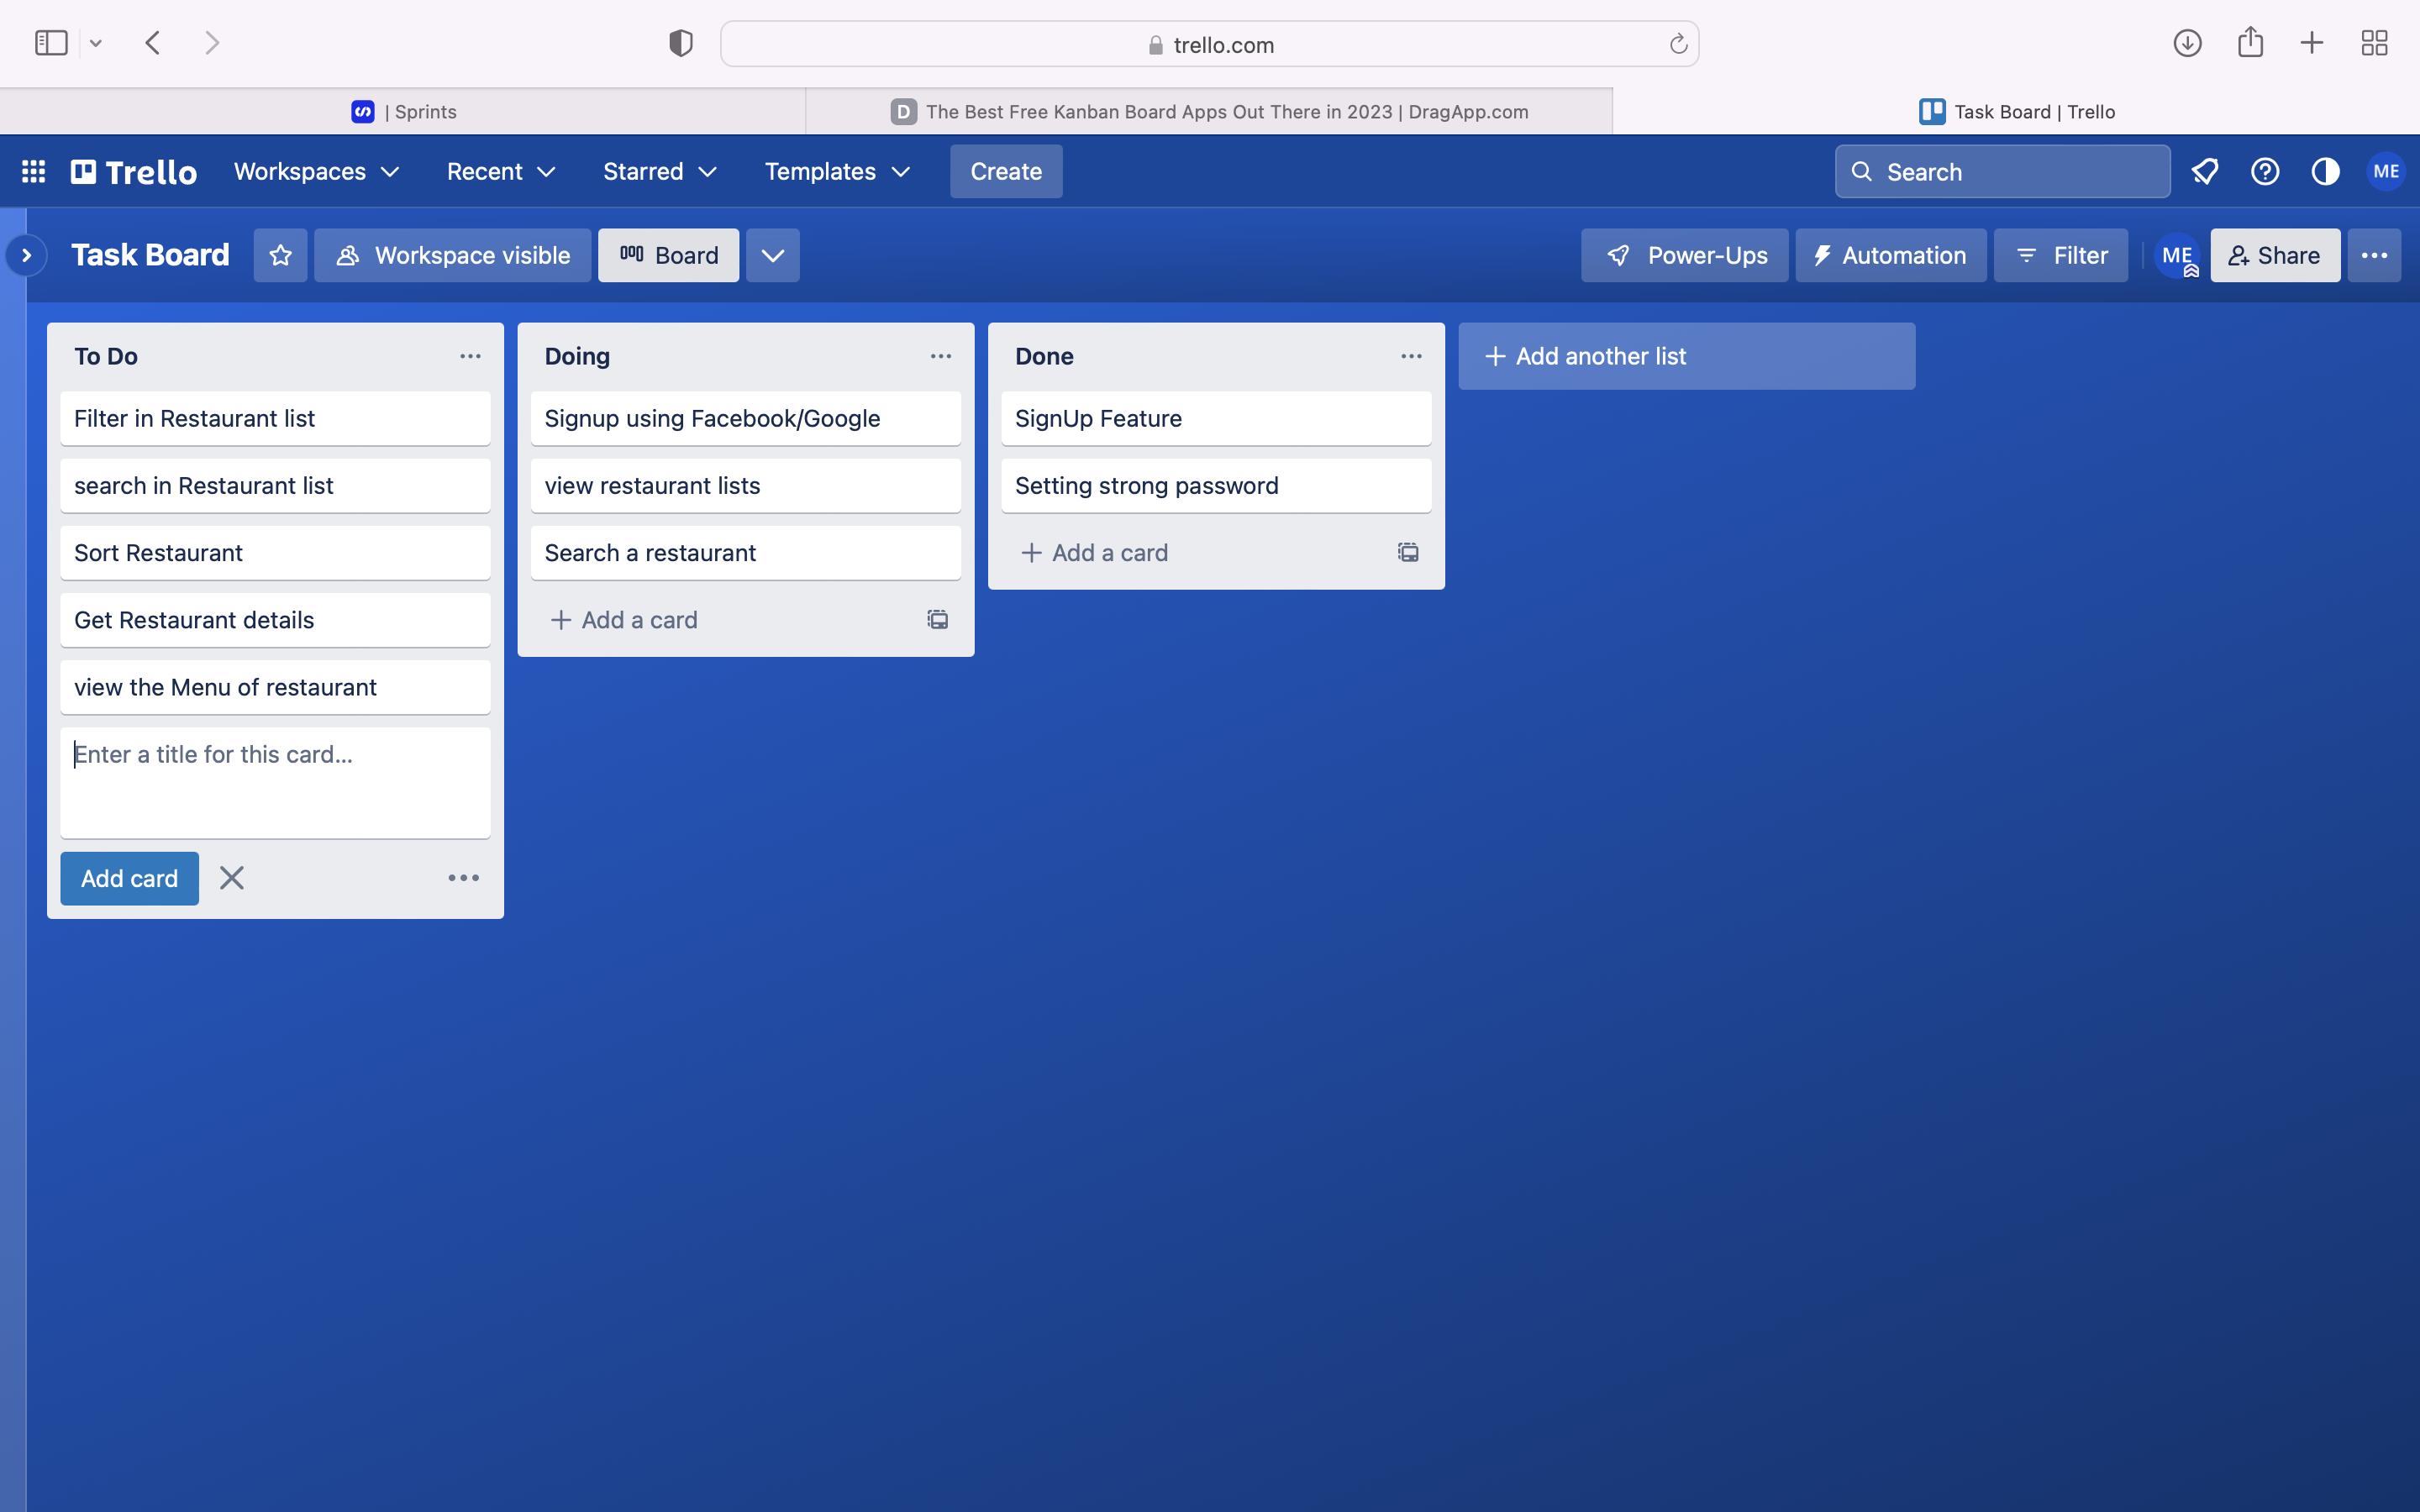 trello.com
| Sprints
D The Best Free Kanban Board Apps Out There in 2023 | DragApp.com
Task Board | Trello
Trello Workspaces Recent Starred Templates Create Search ME
Task Board Workspace visible Board Power-Ups Automation Filter ME Share
To Do
Filter in Restaurant list
search in Restaurant list
Sort Restaurant
Get Restaurant details
view the Menu of restaurant
Enter a title for this card...
Add card
Doing
Signup using Facebook/Google
view restaurant lists
Search a restaurant
+ Add a card
Done
SignUp Feature
Setting strong password
+ Add a card
+ Add another list